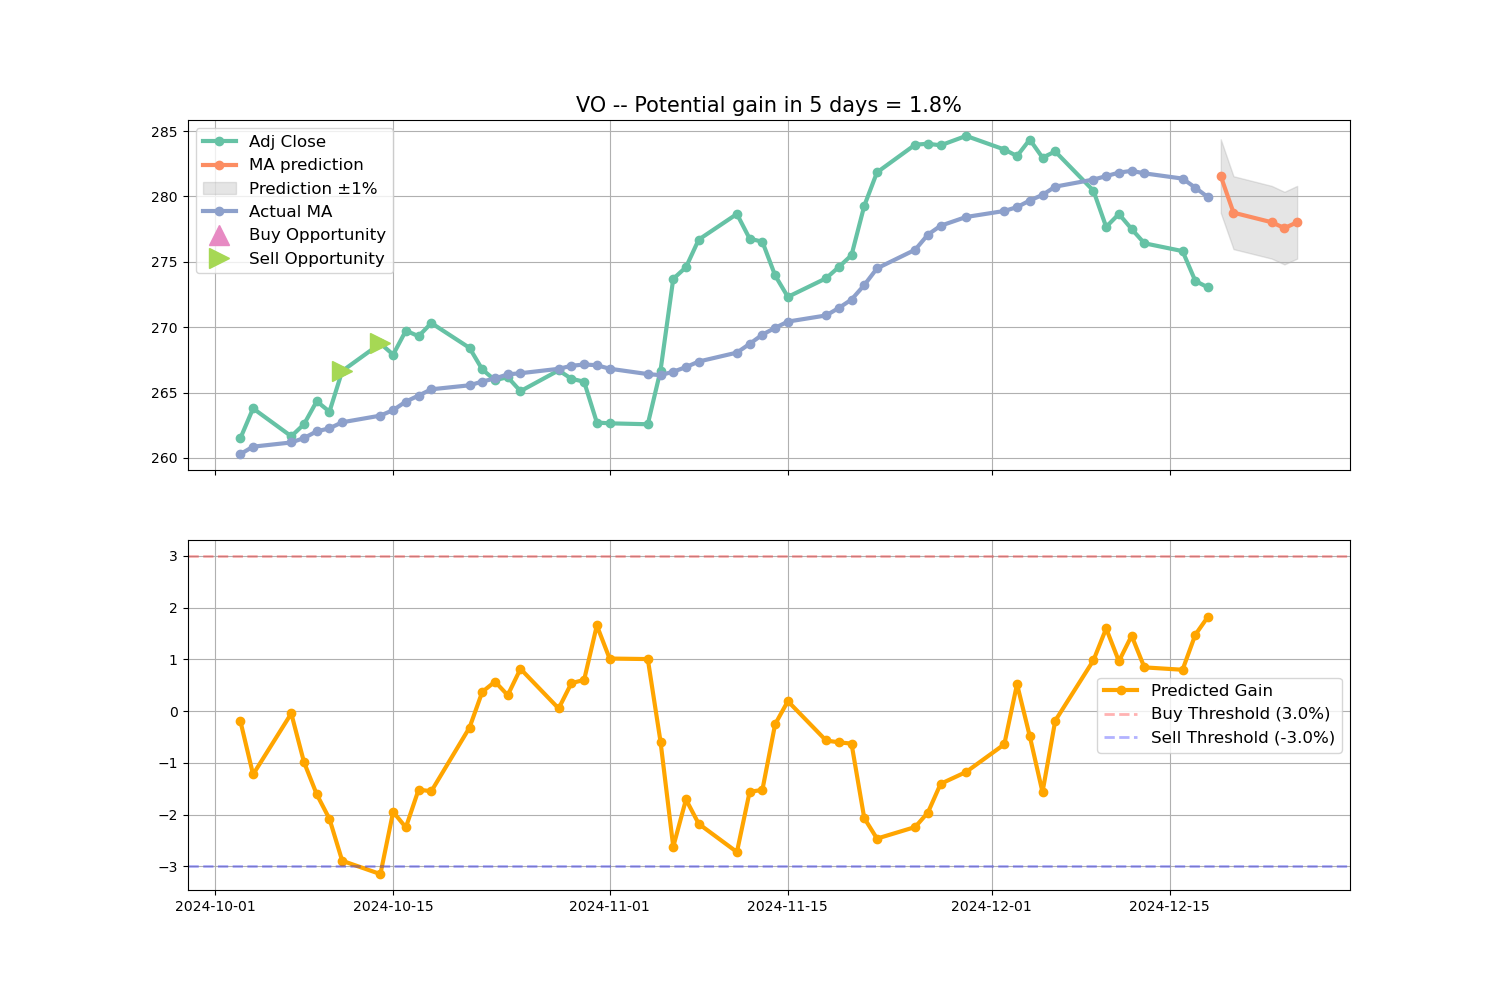 VO -- Potential gain in 5 days = 1.8%
285
280
275
270
265
260
Adj Close
MA prediction
Prediction ±1%
Actual MA
Buy Opportunity
Sell Opportunity
3
2
1
0
−1
−2
−3
Predicted Gain
Buy Threshold (3.0%)
Sell Threshold (-3.0%)
2024-10-01
2024-10-15
2024-11-01
2024-11-15
2024-12-01
2024-12-15